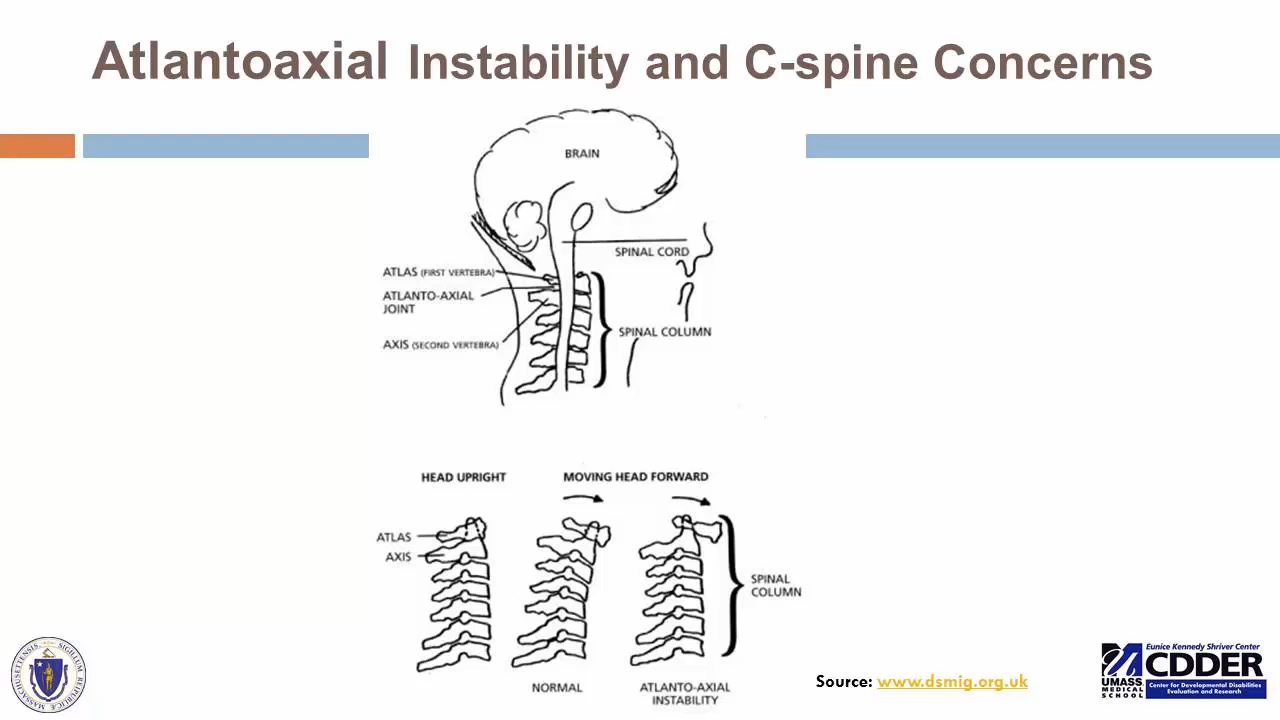 Atlantoaxial Instability and C-spine Concerns
BRAIN
SPINAL CORD
ATLAS (FIRST VERTEBRA)
ATLANTO-AXIAL
JOINT
SPINAL COLUMN
AXIS (SECOND VERTEBRA)
HEAD UPRIGHT
MOVING HEAD FORWARD
ATLAS
AXIS
SPINAL
COLUMN
NORMAL
ATLANTO-AXIAL
INSTABILITY
Source: www.dsmig.org.uk
Eunice Kennedy Shriver Center
CDDER
UMASS
MEDICAL
SCHOOL
Center for Developmental Disabilities
Evaluation and Research